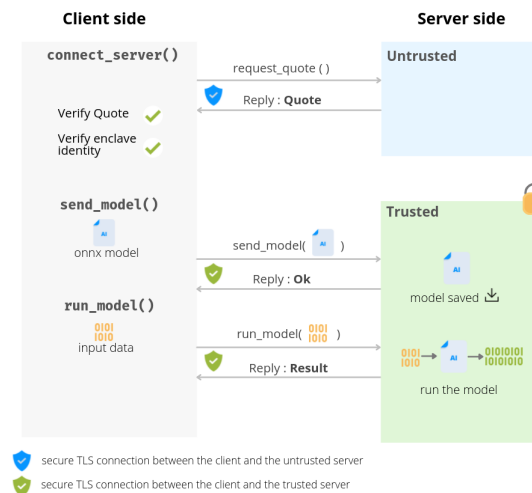 Client side
Server side
connect_server()
Untrusted
request_quote ( )
Reply : Quote
Verify Quote
Verify enclave
identity
send_model()
Trusted
AI
onnx model
send_model( AI )
Reply : Ok
AI
model saved
run_model()
0101
1010
input data
run_model( 0101 )
1010
Reply : Result
0101
1010
AI
01010101
10101010
run the model
secure TLS connection between the client and the untrusted server
secure TLS connection between the client and the trusted server